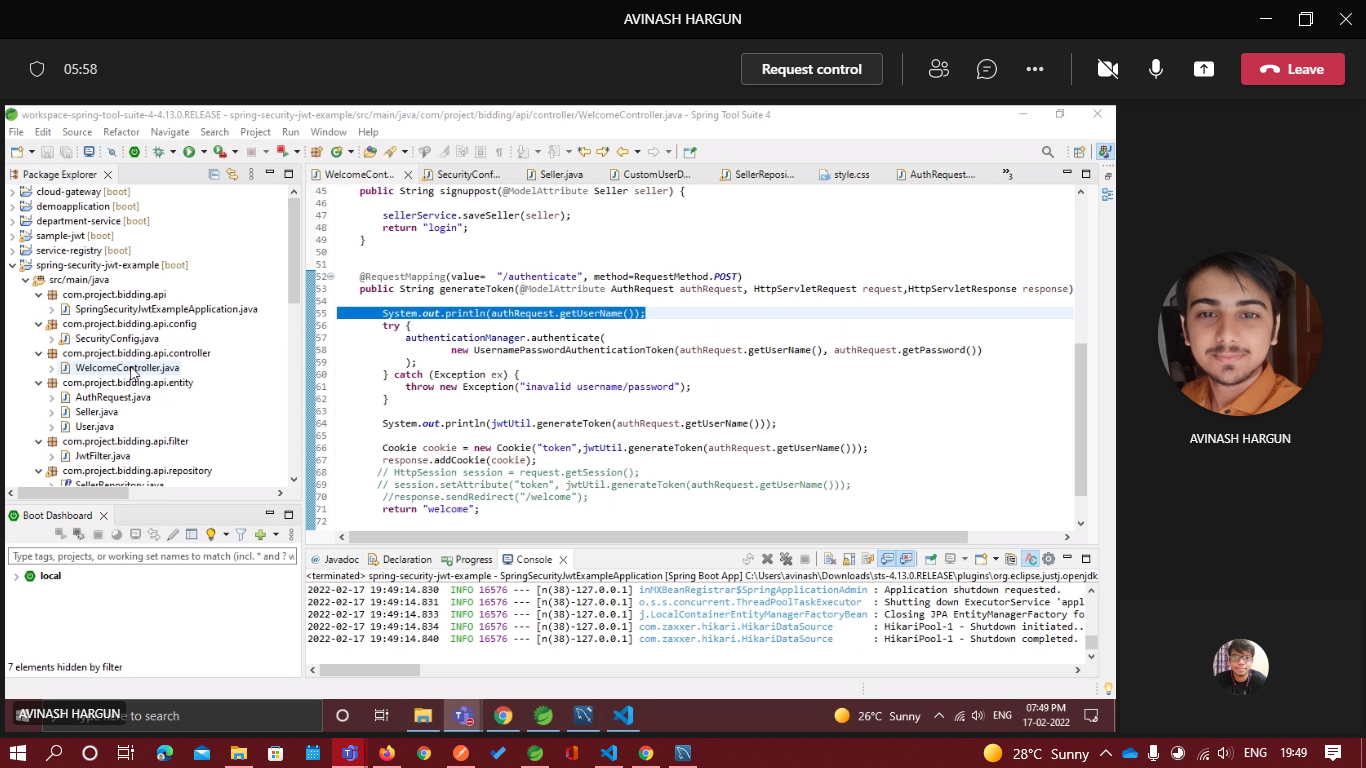 AVINASH HARGUN
05:58
Request control
Leave
workspace-spring-tool-suite-4-4.13.0.RELEASE - spring-security-jwt-example/src/main/java/com/project/bidding/api/controller/WelcomeController.java - Spring Tool Suite 4
File Edit Source Refactor Navigate Search Project Run Window Help
Package Explorer
WelcomeCont... SecurityConf... Seller.java CustomUserD... SellerReposi... style.css AuthRequest.... »3
cloud-gateway [boot]
demoapplication [boot]
department-service [boot]
sample-jwt [boot]
service-registry [boot]
spring-security-jwt-example [boot]
src/main/java
com.project.bidding.api
SpringSecurityJwtExampleApplication.java
com.project.bidding.api.config
SecurityConfig.java
com.project.bidding.api.controller
WelcomeController.java
com.project.bidding.api.entity
AuthRequest.java
Seller.java
User.java
com.project.bidding.api.filter
JwtFilter.java
com.project.bidding.api.repository
SellerRepository.java
45 public String signuppost(@ModelAttribute Seller seller) {
46
47 sellerService.saveSeller(seller);
48 return "login";
49 }
50
51
52 @RequestMapping(value= "/authenticate", method=RequestMethod.POST)
53 public String generateToken(@ModelAttribute AuthRequest authRequest, HttpServletRequest request,HttpServletResponse response)
54
55 System.out.println(authRequest.getUserName());
56 try {
57 authenticationManager.authenticate(
58 new UsernamePasswordAuthenticationToken(authRequest.getUserName(), authRequest.getPassword())
59 );
60 } catch (Exception ex) {
61 throw new Exception("inavalid username/password");
62 }
63
64 System.out.println(jwtUtil.generateToken(authRequest.getUserName()));
65
66 Cookie cookie = new Cookie("token",jwtUtil.generateToken(authRequest.getUserName()));
67 response.addCookie(cookie);
68 // HttpSession session = request.getSession();
69 // session.setAttribute("token", jwtUtil.generateToken(authRequest.getUserName()));
70 //response.sendRedirect("/welcome");
71 return "welcome";
72
Boot Dashboard
Type tags, projects, or working set names to match (incl. * and ? w
local
7 elements hidden by filter
Javadoc Declaration Progress Console
<terminated> spring-security-jwt-example - SpringSecurityJwtExampleApplication [Spring Boot App] C:\Users\avinash\Downloads\sts-4.13.0.RELEASE\plugins\org.eclipse.justj.openjdk
2022-02-17 19:49:14.830 INFO 16576 --- [n(38)-127.0.0.1] inMXBeanRegistrar$SpringApplicationAdmin : Application shutdown requested.
2022-02-17 19:49:14.831 INFO 16576 --- [n(38)-127.0.0.1] o.s.s.concurrent.ThreadPoolTaskExecutor : Shutting down ExecutorService 'appl
2022-02-17 19:49:14.833 INFO 16576 --- [n(38)-127.0.0.1] j.LocalContainerEntityManagerFactoryBean : Closing JPA EntityManagerFactory fo
2022-02-17 19:49:14.834 INFO 16576 --- [n(38)-127.0.0.1] com.zaxxer.hikari.HikariDataSource : HikariPool-1 - Shutdown initiated..
2022-02-17 19:49:14.840 INFO 16576 --- [n(38)-127.0.0.1] com.zaxxer.hikari.HikariDataSource : HikariPool-1 - Shutdown completed.
AVINASH HARGUN
AVINASH HARGUN
to search
26°C Sunny
ENG
07:49 PM
17-02-2022
28°C Sunny
ENG
19:49